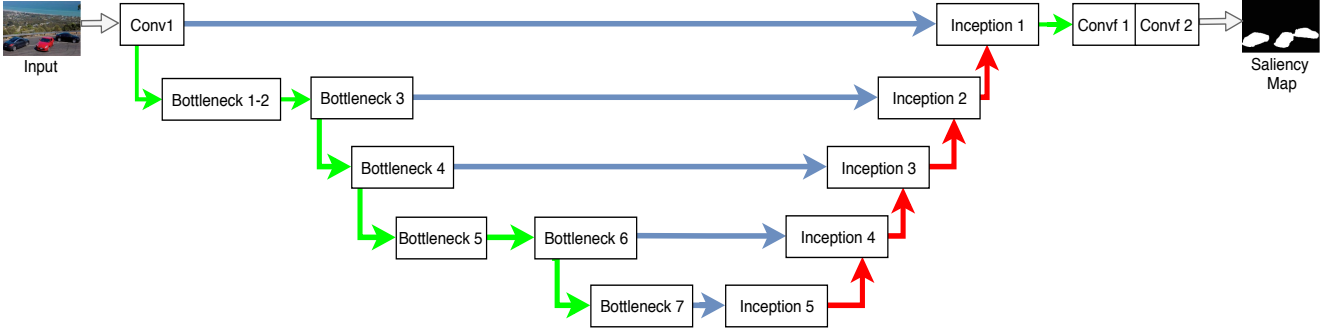 Conv1
Inception 1
Convf 1
Convf 2
Input
Saliency
Map
Bottleneck 1-2
Bottleneck 3
Inception 2
Bottleneck 4
Inception 3
Bottleneck 5
Bottleneck 6
Inception 4
Bottleneck 7
Inception 5